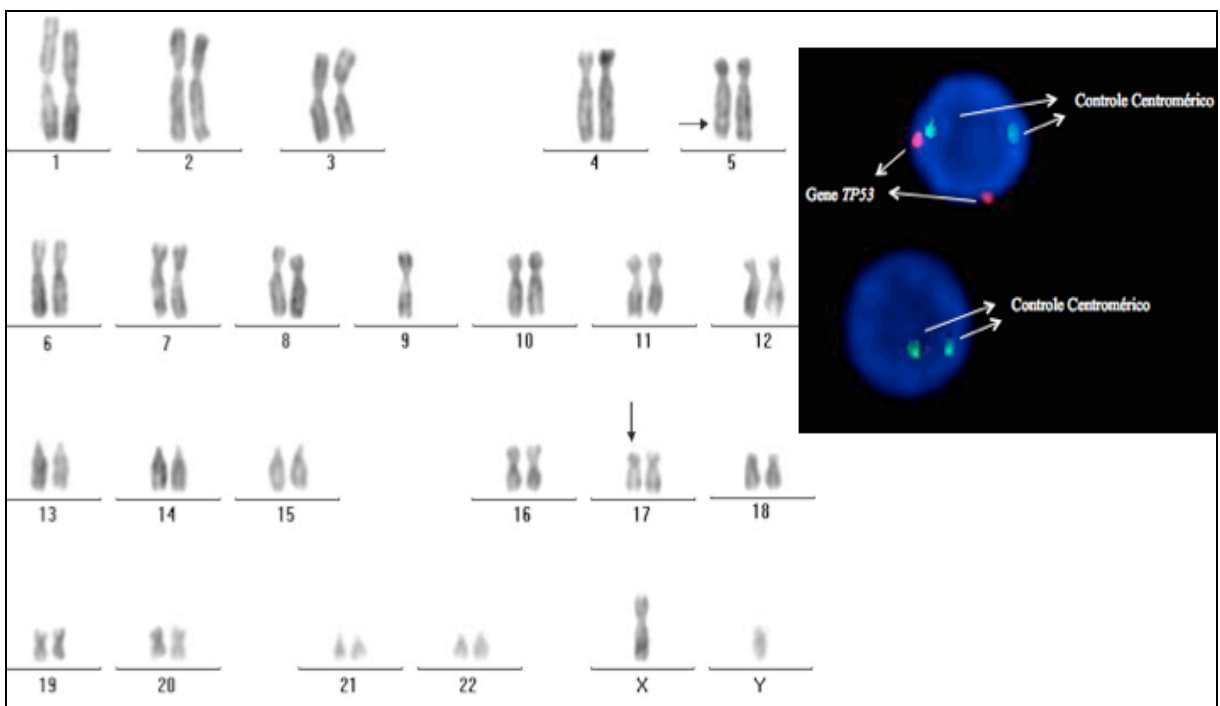 1 2 3 4 5
6 7 8 9 10 11 12
13 14 15 16 17 18
19 20 21 22 X Y
Controle Centromérico
Gene TP53
Controle Centromérico